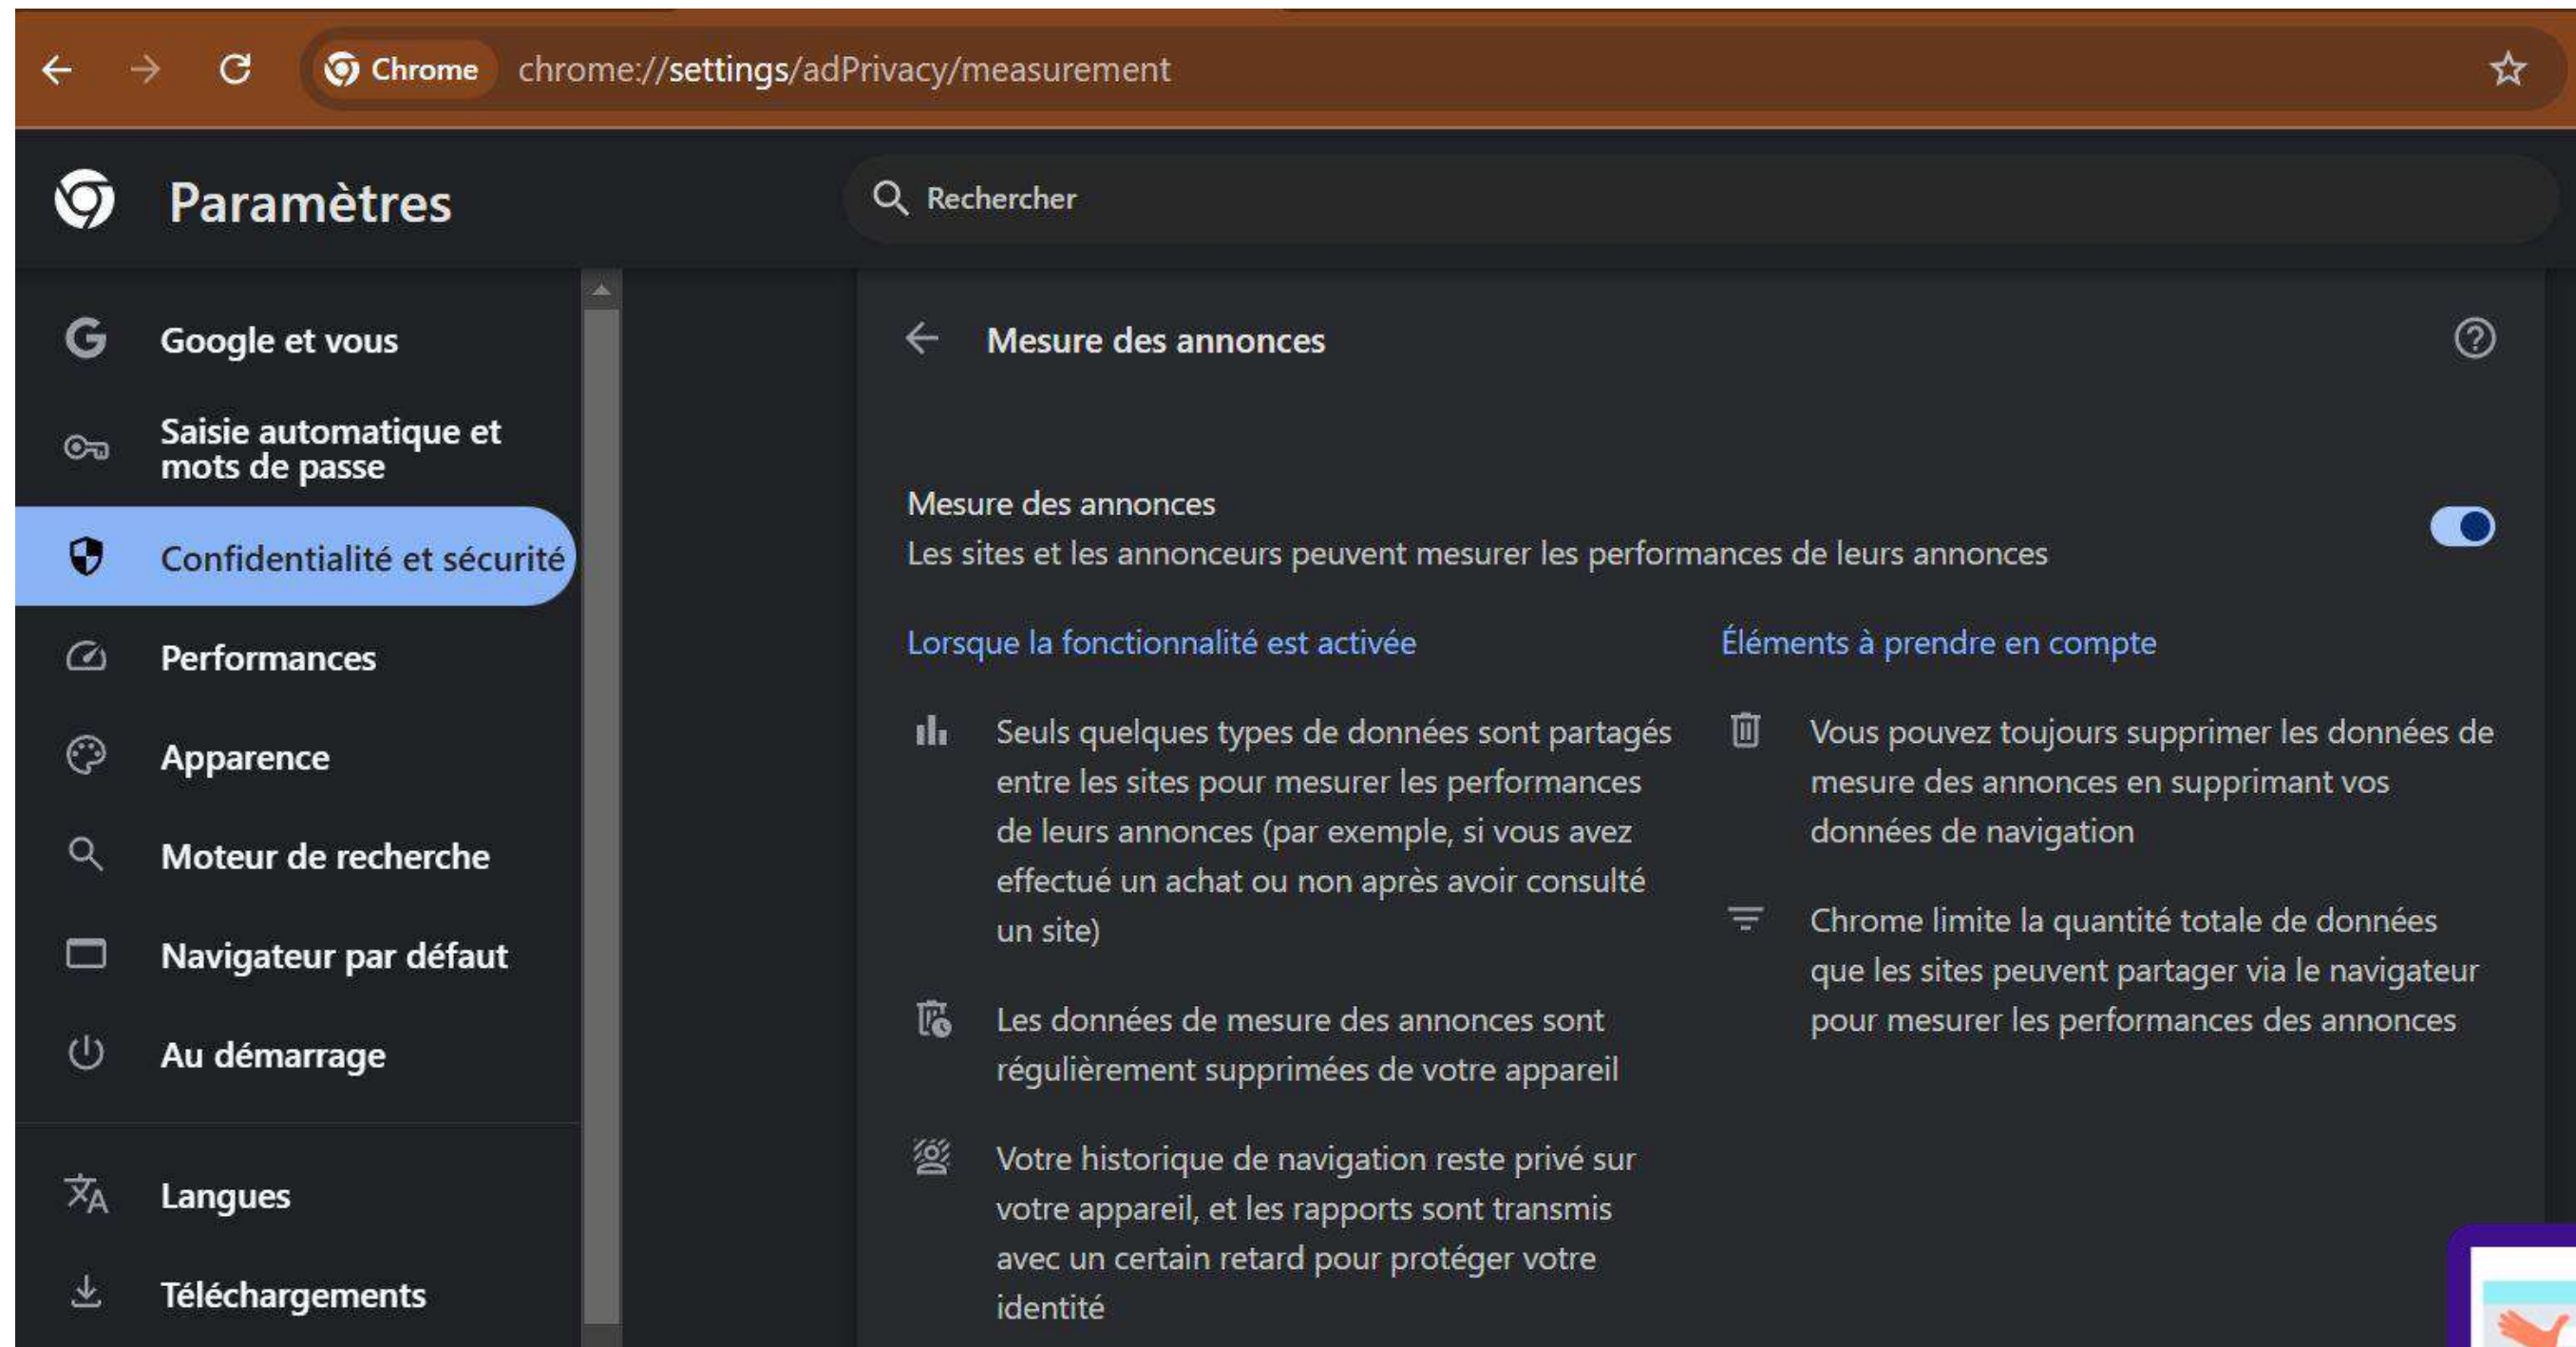 Chrome chrome://settings/adPrivacy/measurement
Paramètres
Rechercher
Google et vous
Saisie automatique et
mots de passe
Confidentialité et sécurité
Performances
Apparence
Moteur de recherche
Navigateur par défaut
Au démarrage
Langues
Téléchargements
Mesure des annonces
Mesure des annonces
Les sites et les annonceurs peuvent mesurer les performances de leurs annonces
Lorsque la fonctionnalité est activée
Seuls quelques types de données sont partagés
entre les sites pour mesurer les performances
de leurs annonces (par exemple, si vous avez
effectué un achat ou non après avoir consulté
un site)
Les données de mesure des annonces sont
régulièrement supprimées de votre appareil
Votre historique de navigation reste privé sur
votre appareil, et les rapports sont transmis
avec un certain retard pour protéger votre
identité
Éléments à prendre en compte
Vous pouvez toujours supprimer les données de
mesure des annonces en supprimant vos
données de navigation
Chrome limite la quantité totale de données
que les sites peuvent partager via le navigateur
pour mesurer les performances des annonces